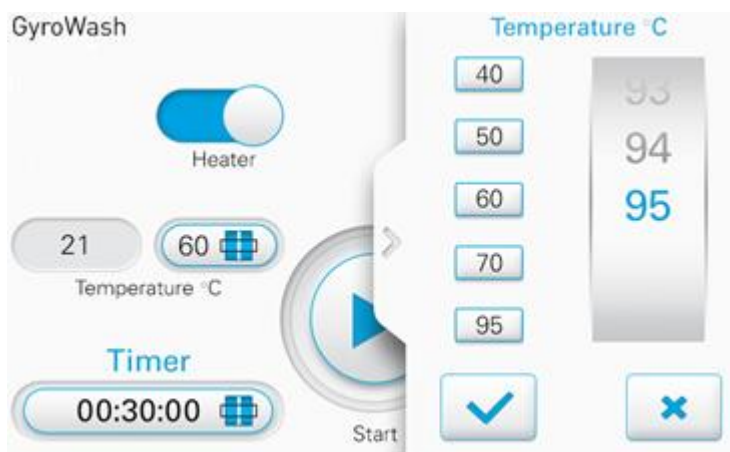 GyroWash
Heater
21
60
Temperature °C
Timer
00:30:00
Start
Temperature °C
40
50
60
70
95
93
94
95